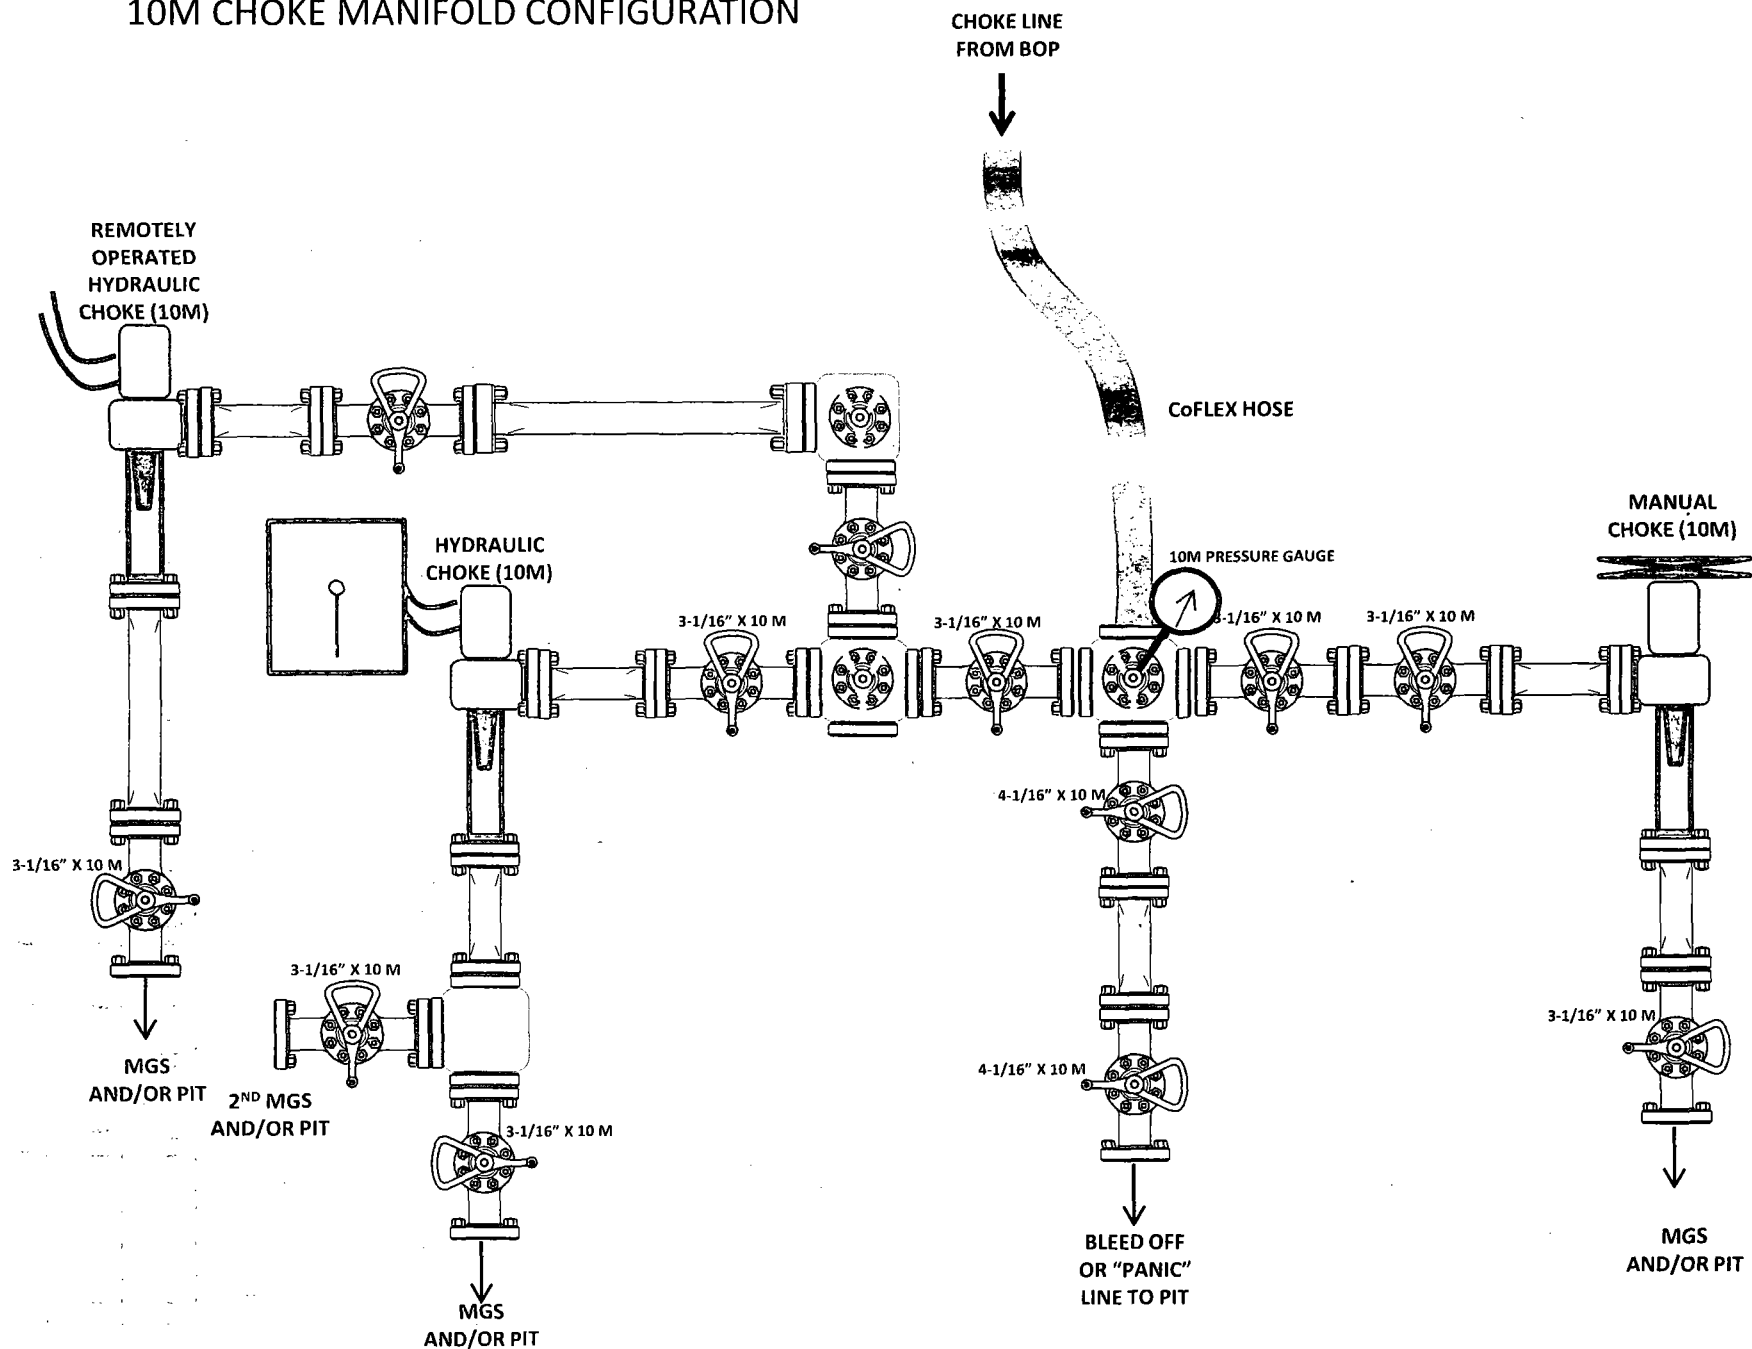 10M CHOKE MANIFOLD CONFIGURATION
CHOKE LINE
FROM BOP
REMOTELY
OPERATED
HYDRAULIC
CHOKE (10M)
CoFLEX HOSE
MANUAL
CHOKE (10M)
HYDRAULIC
CHOKE (10M)
10M PRESSURE GAUGE
3-1/16" X 10 M
3-1/16" X 10 M
3-1/16" X 10 M
3-1/16" X 10 M
4-1/16" X 10 M
3-1/16" X 10 M
3-1/16" X 10 M
3-1/16" X 10 M
4-1/16" X 10 M
MGS
AND/OR PIT
2ND MGS
AND/OR PIT
3-1/16" X 10 M
BLEED OFF
OR "PANIC"
LINE TO PIT
MGS
AND/OR PIT
MGS
AND/OR PIT